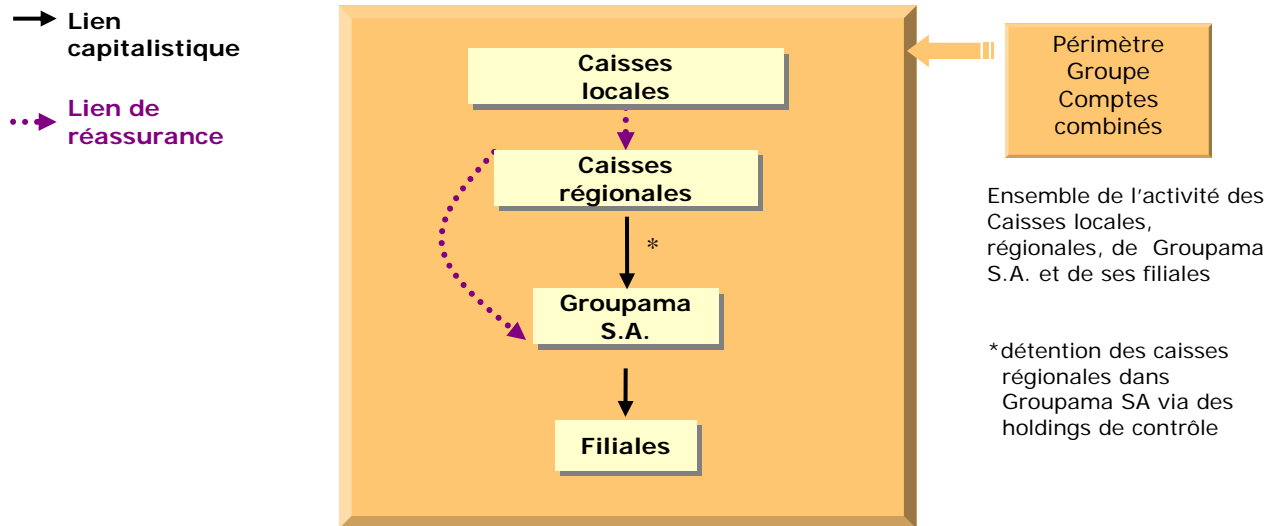 Lien
capitalistique
Lien de
réassurance
Caisses
locales
Caisses
régionales
*
Groupama
S.A.
Filiales
Périmètre
Groupe
Comptes
combinés
Ensemble de l'activité des
Caisses locales,
régionales, de Groupama
S.A. et de ses filiales
*détention des caisses
régionales dans
Groupama SA via des
holdings de contrôle